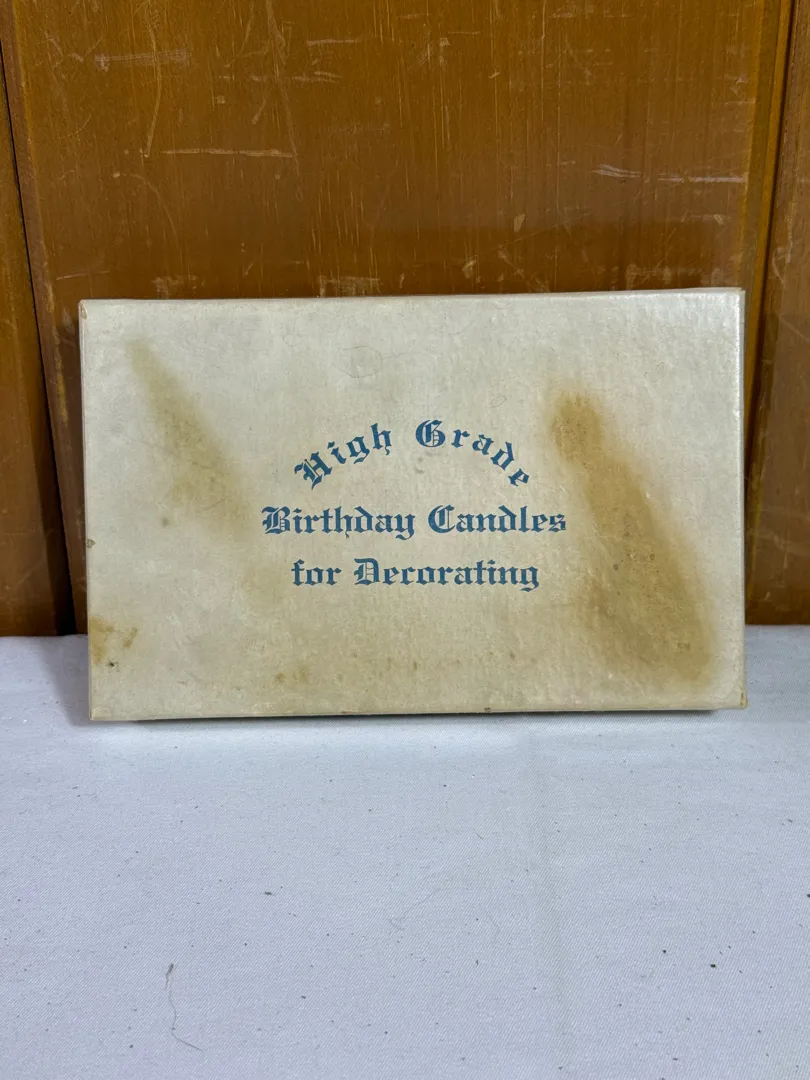 High Grade
Birthday Candles
for Decorating